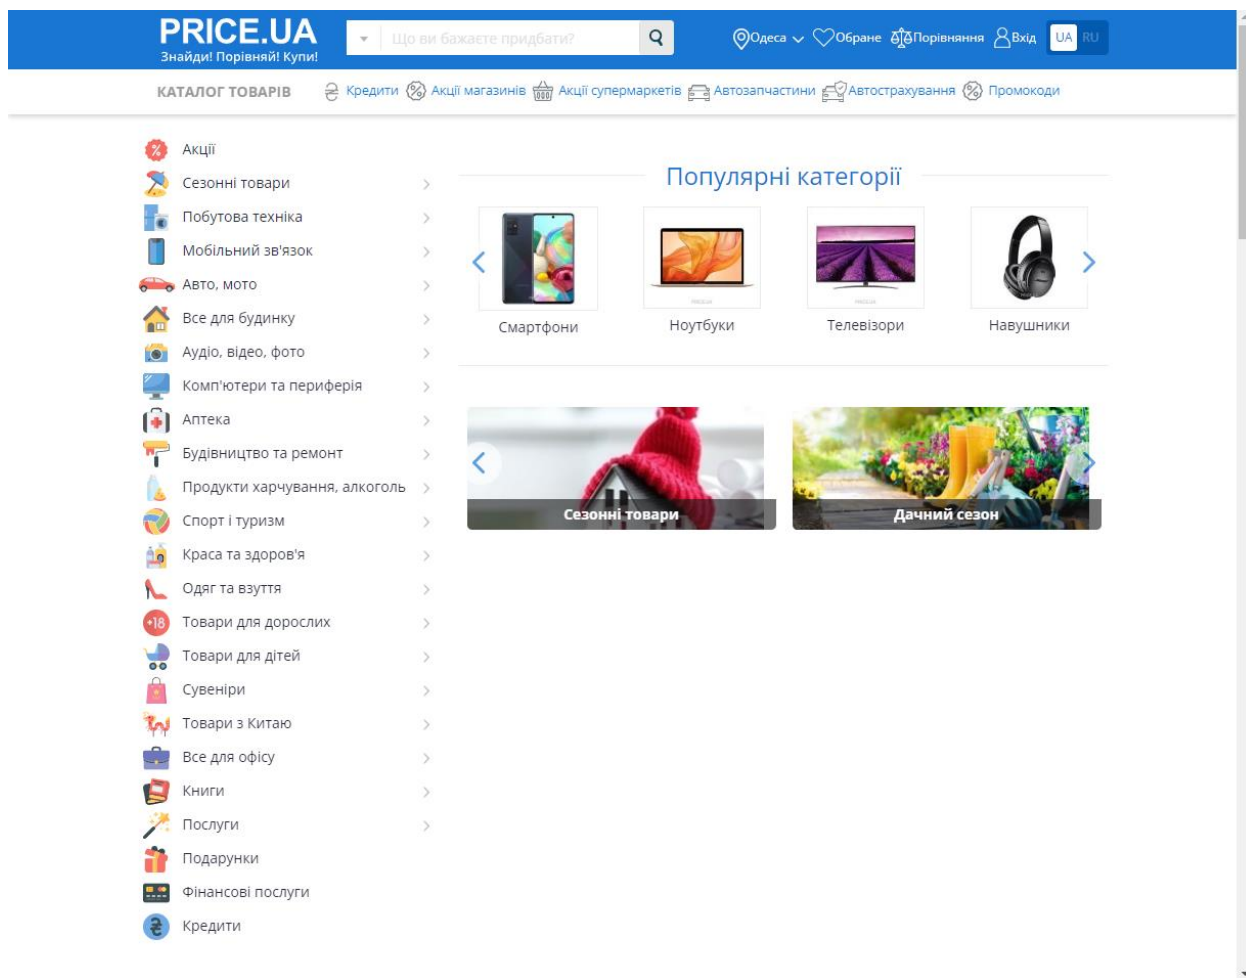 PRICE.UA
Знайди! Порівняй! Купи!
Що ви бажаєте придбати?
Одеса
Обране
Порівняння
Вхід
UA
RU
КАТАЛОГ ТОВАРІВ
Кредити
Акції магазинів
Акції супермаркетів
Автозапчастини
Автострахування
Промокоди
Акції
Сезонні товари
Побутова техніка
Мобільний зв'язок
Авто, мото
Все для будинку
Аудіо, відео, фото
Комп'ютери та периферія
Аптека
Будівництво та ремонт
Продукти харчування, алкоголь
Спорт і туризм
Краса та здоров'я
Одяг та взуття
+18
Товари для дорослих
Товари для дітей
Сувеніри
Товари з Китаю
Все для офісу
Книги
Послуги
Подарунки
Фінансові послуги
Кредити
Популярні категорії
Смартфони
Ноутбуки
Телевізори
Навушники
Сезонні товари
Дачний сезон